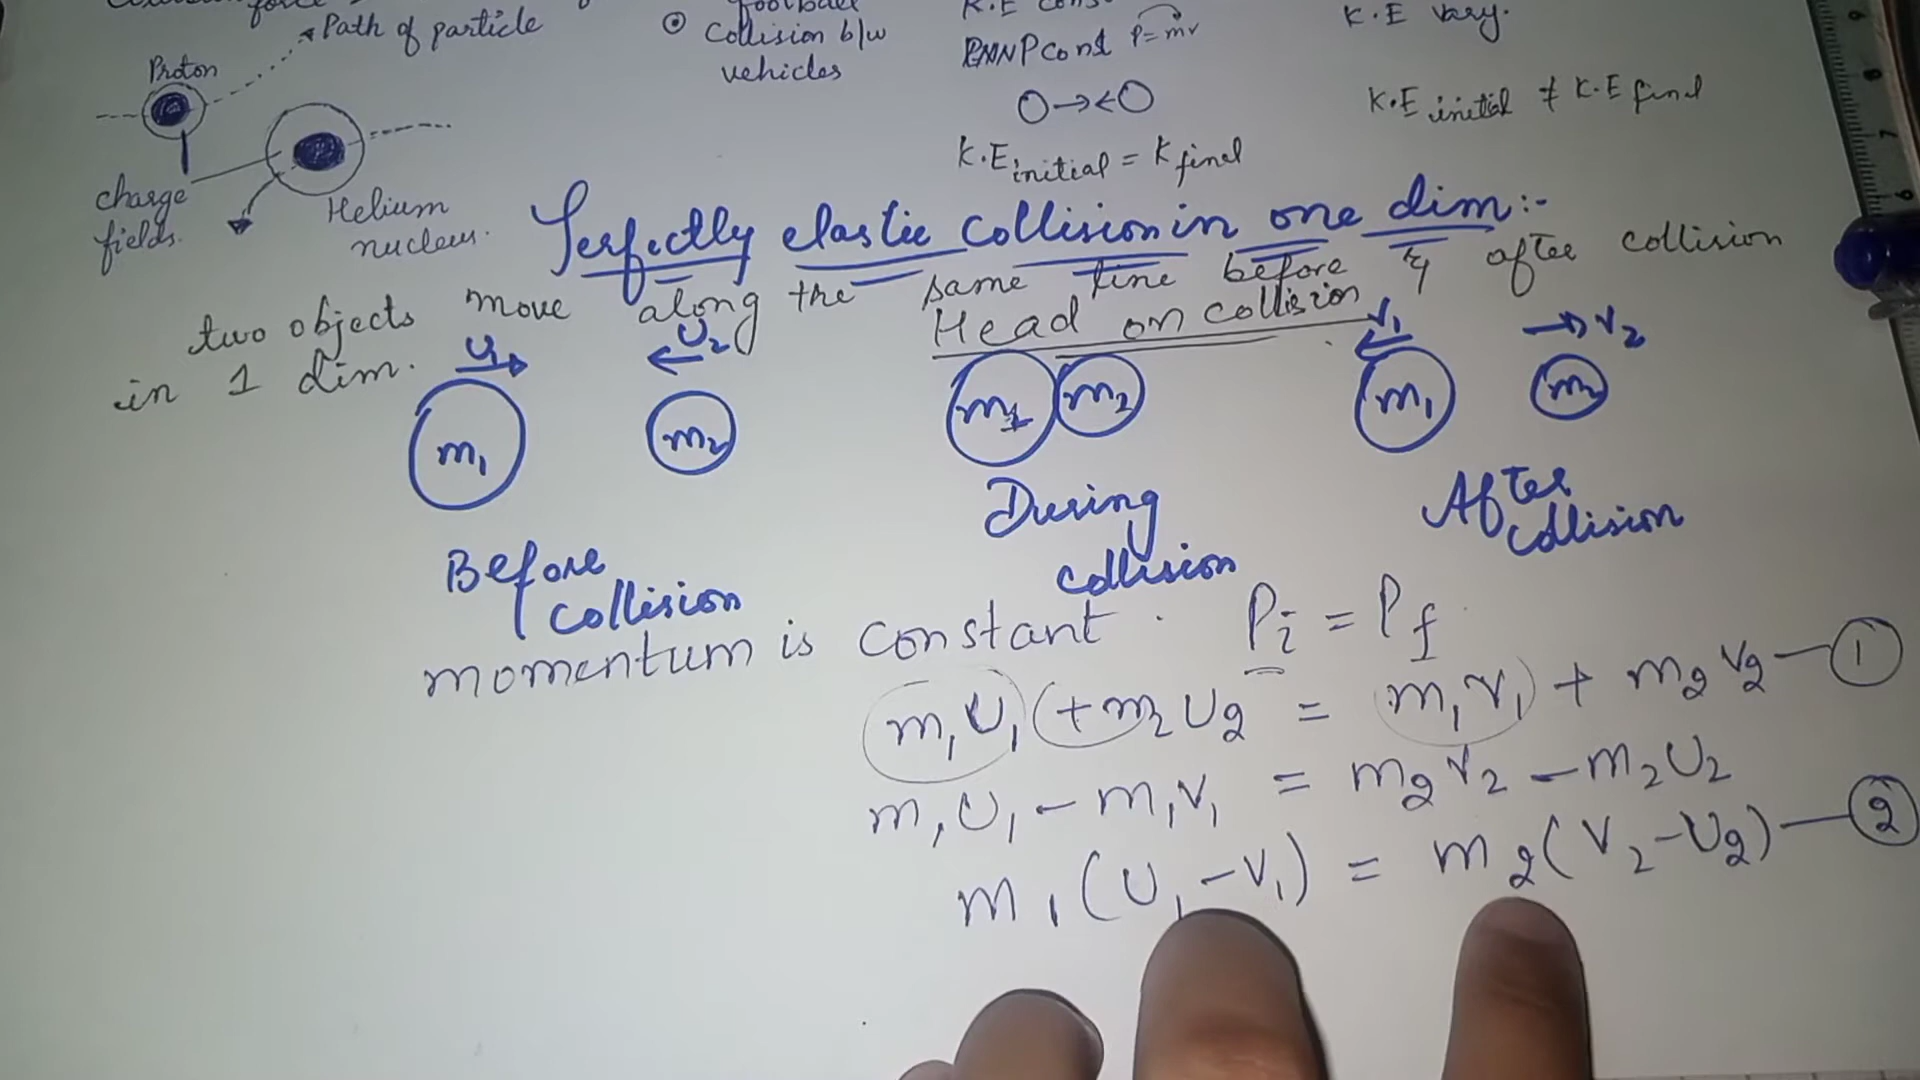 force
Path of particle
Proton
charge
fields.
Helium
nucleus.
football
Collision b/w
vehicles
K.E cons
P const P=mv
K.E initial = K final
K.E vary.
K.E initial ≠ K.E final
Perfectly elastic collision in one dim:-
two objects move along the same line before & after collision
in 1 dim.
Head on collision
U1 U2 V1 V2
m1 m2 m1 m2 m1 m2
Before
collision
During
collision
After
collision
momentum is constant. Pi = Pf
m1U1 + m2U2 = m1V1 + m2V2 — 1
m1U1 - m1V1 = m2V2 - m2U2
m1(U1-V1) = m2(V2-U2) — 2